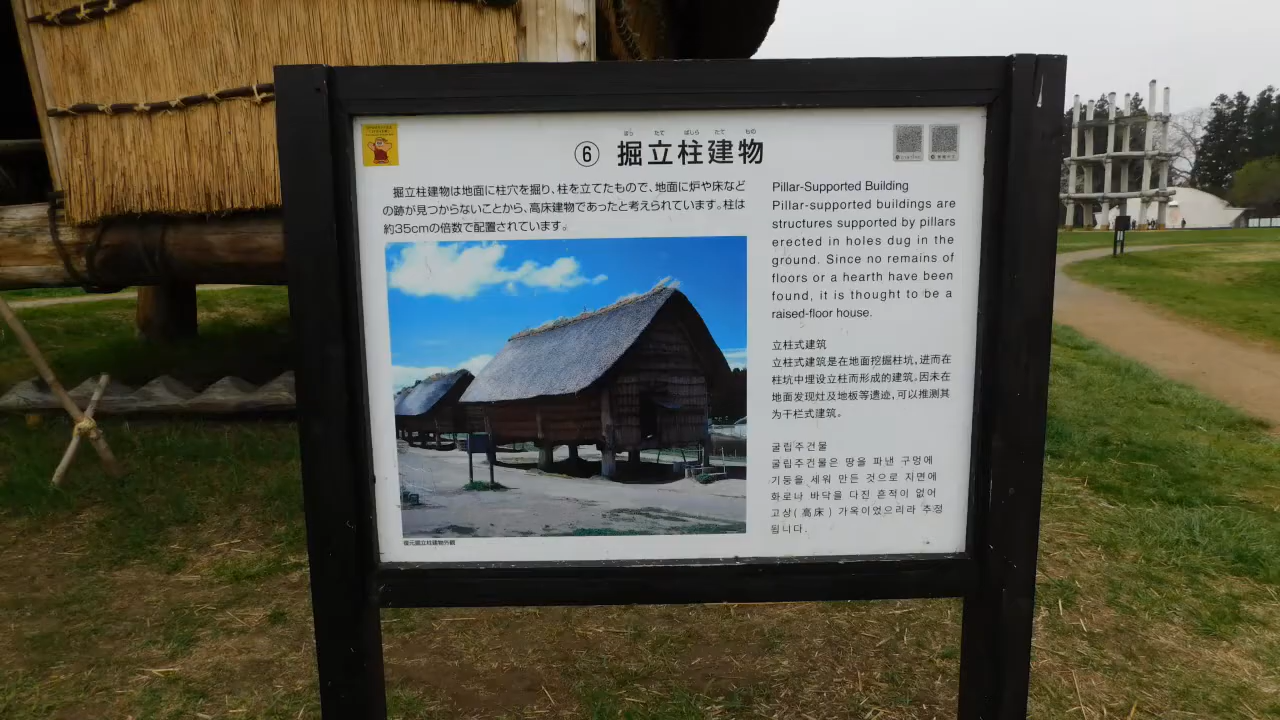 ⑥ 掘立柱建物
ほっ たて ばしら たて もの
掘立柱建物は地面に柱穴を掘り、柱を立てたもので、地面に炉や床など
の跡が見つからないことから、高床建物であったと考えられています。柱は
約35cmの倍数で配置されています。
復元掘立柱建物外観
Pillar-Supported Building
Pillar-supported buildings are
structures supported by pillars
erected in holes dug in the
ground. Since no remains of
floors or a hearth have been
found, it is thought to be a
raised-floor house.
立柱式建筑
立柱式建筑是在地面挖掘柱坑，进而在
柱坑中埋设立柱而形成的建筑。因未在
地面发现灶及地板等遗迹，可以推测其
为干栏式建筑。
굴립주건물
굴립주건물은 땅을 파낸 구멍에
기둥을 세워 만든 것으로 지면에
화로나 바닥을 다진 흔적이 없어
고상(高床) 가옥이었으리라 추정
됩니다.